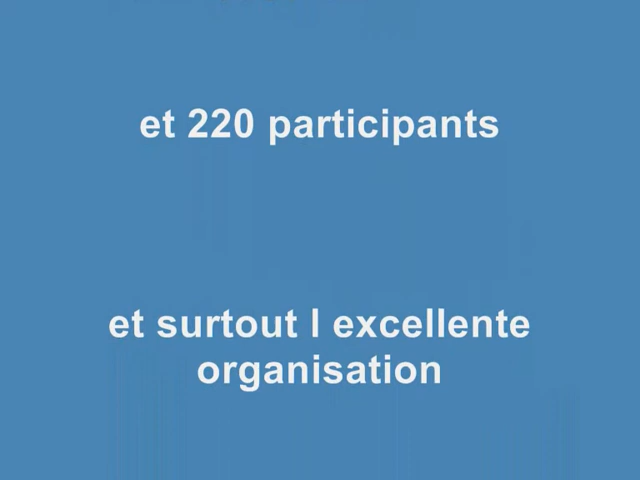 et 220 participants
et surtout l excellente
organisation